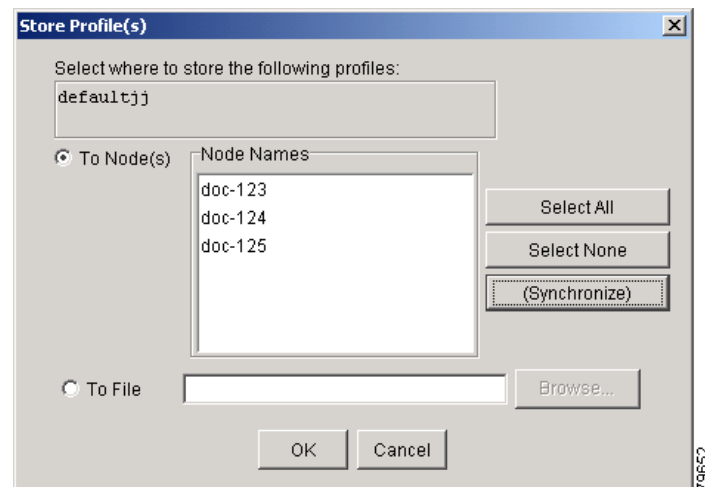 Store Profile(s)
Select where to store the following profiles:
defaultjj
To Node(s)
Node Names
doc-123
doc-124
doc-125
Select All
Select None
(Synchronize)
To File
Browse...
OK
Cancel
79652